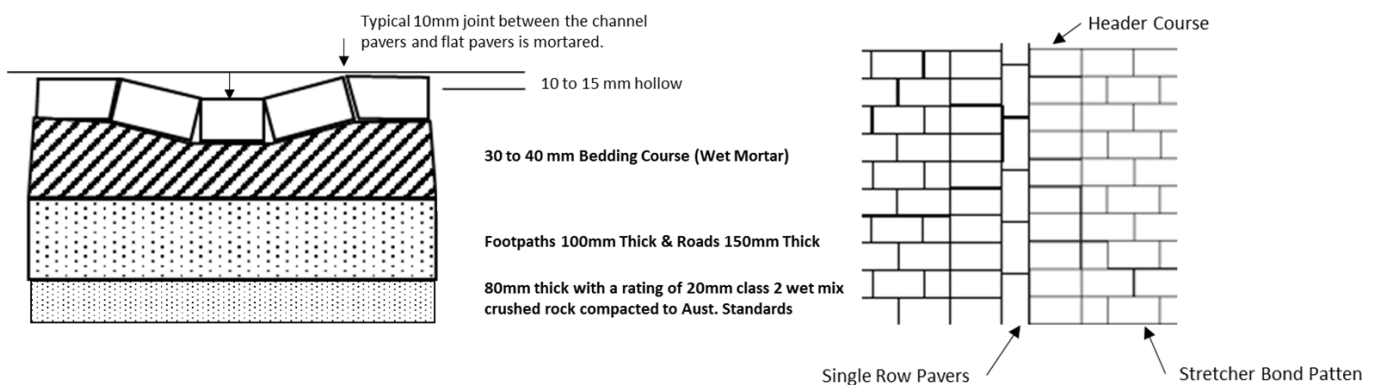 Typical 10mm joint between the channel
pavers and flat pavers is mortared.
10 to 15 mm hollow
30 to 40 mm Bedding Course (Wet Mortar)
Footpaths 100mm Thick & Roads 150mm Thick
80mm thick with a rating of 20mm class 2 wet mix
crushed rock compacted to Aust. Standards
Header Course
Single Row Pavers
Stretcher Bond Patten